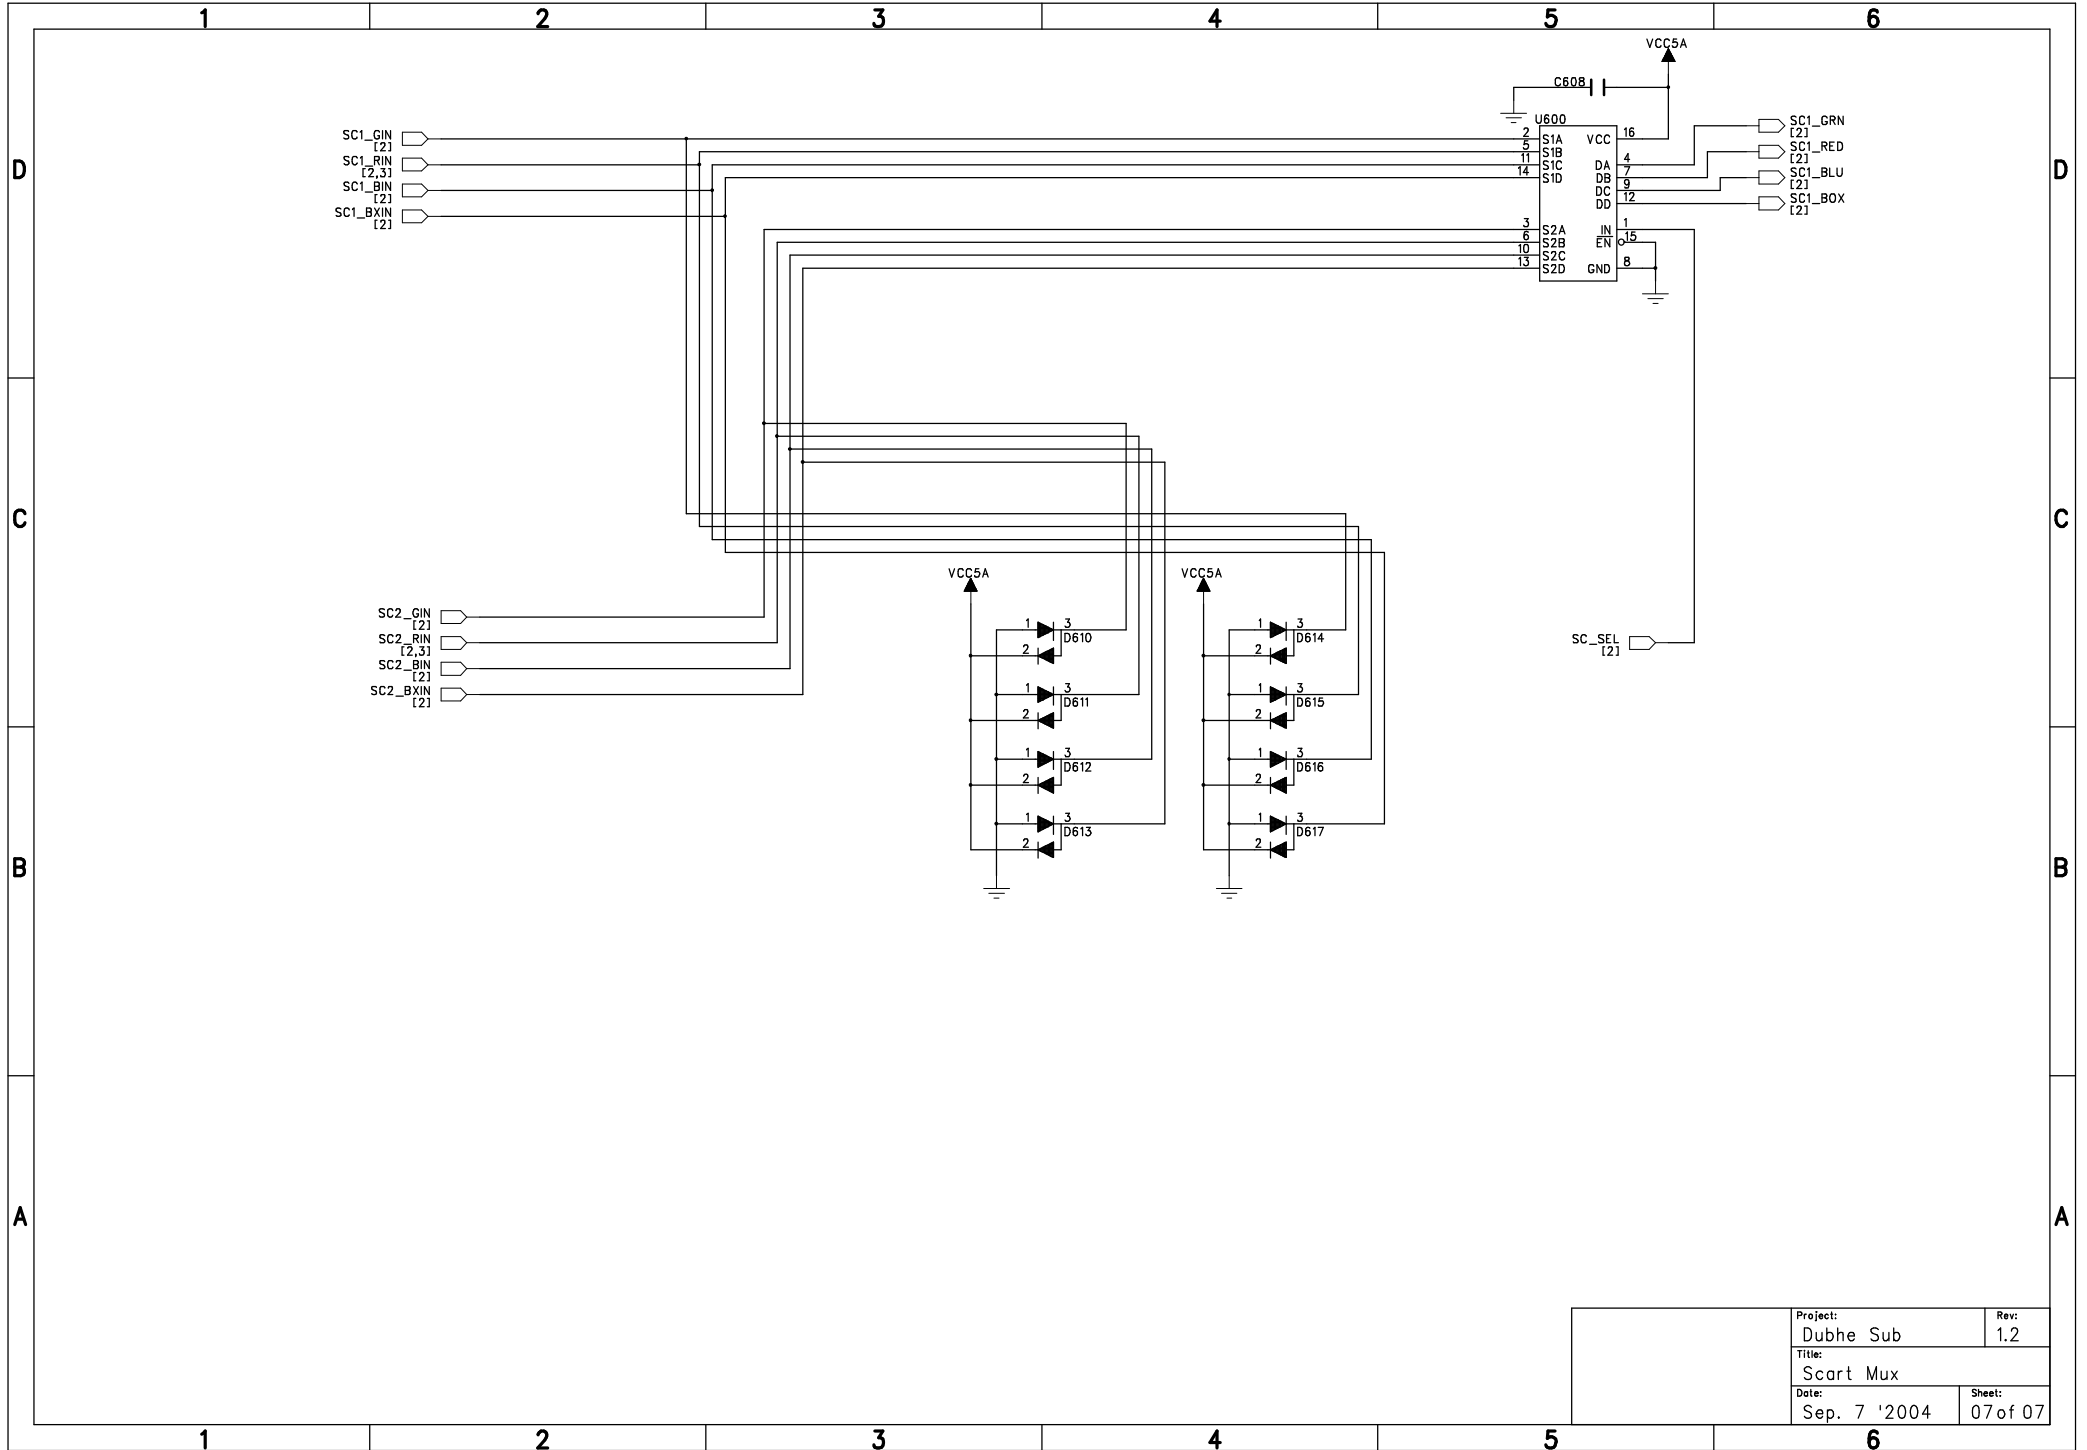 1 2 3 4 5 6
VCC5A
C608
U600
SC1_GIN
[2]
SC1_RIN
[2,3]
SC1_BIN
[2]
SC1_BXIN
[2]
2 S1A VCC 16
5 S1B
11 S1C DA 4
14 S1D DB 7
DC 9
DD 12
3 S2A IN 1
6 S2B EN 15
10 S2C
13 S2D GND 8
SC1_GRN
[2]
SC1_RED
[2]
SC1_BLU
[2]
SC1_BOX
[2]
D D
C C
VCC5A VCC5A
SC2_GIN
[2]
SC2_RIN
[2,3]
SC2_BIN
[2]
SC2_BXIN
[2]
1 3
D610
2
1 3
D611
2
1 3
D612
2
1 3
D613
2
1 3
D614
2
1 3
D615
2
1 3
D616
2
1 3
D617
2
SC_SEL
[2]
B B
A A
Project:
Dubhe Sub
Rev:
1.2
Title:
Scart Mux
Date:
Sep. 7 '2004
Sheet:
07of 07
1 2 3 4 5 6